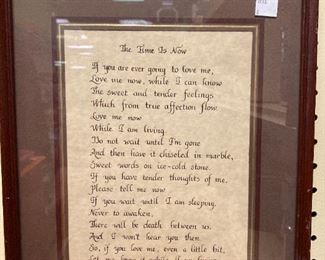 The Time Is Now
If you are ever going to love me,
Love me now, while I can know
The sweet and tender feelings
Which from true affection flow.
Love me now
While I am living.
Do not wait until I'm gone
And then have it chiseled in marble,
Sweet words on ice-cold stone.
If you have tender thoughts of me,
Please tell me now.
If you wait until I am sleeping,
Never to awaken,
There will be death between us,
And I won't hear you then.
So, if you love me, even a little bit,